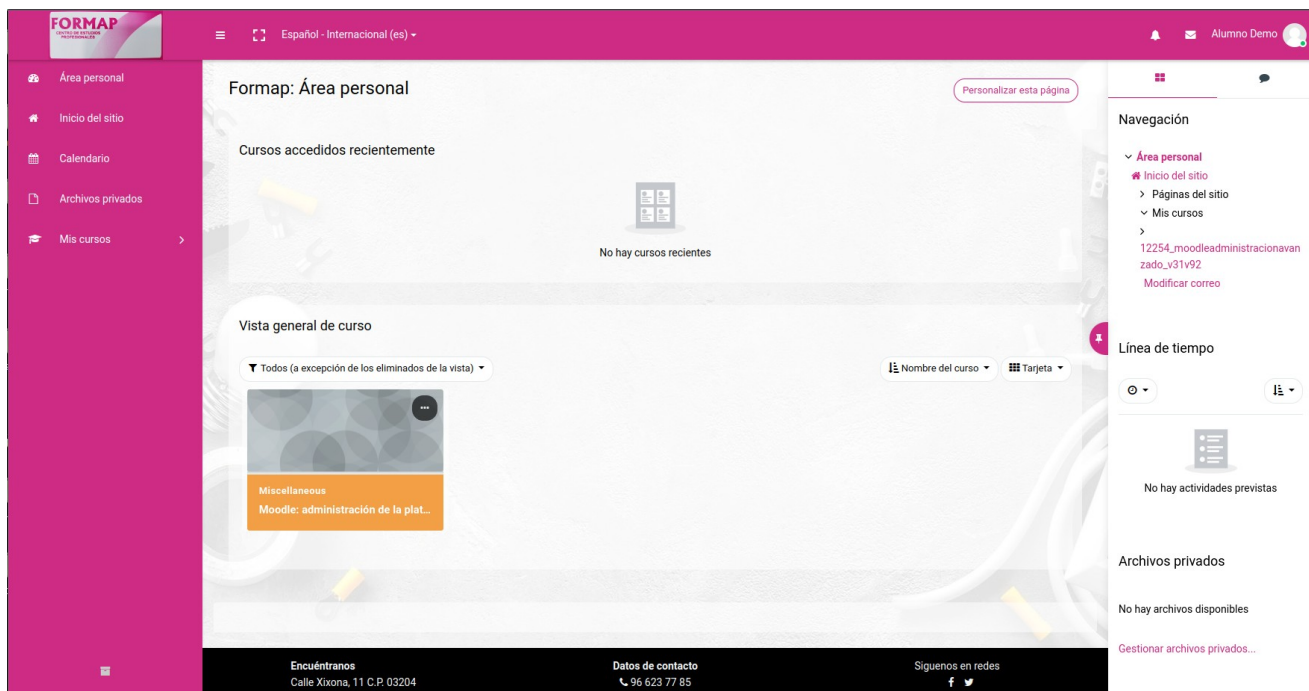 FORMAP
CENTRO DE ESTUDIOS
PROFESIONALES
Español - Internacional (es)
Alumno Demo
Área personal
Inicio del sitio
Calendario
Archivos privados
Mis cursos
Formap: Área personal
Personalizar esta página
Cursos accedidos recientemente
No hay cursos recientes
Vista general de curso
Todos (a excepción de los eliminados de la vista)
Nombre del curso
Tarjeta
Miscellaneous
Moodle: administración de la plat...
Navegación
Área personal
Inicio del sitio
Páginas del sitio
Mis cursos
12254_moodleadministracionavan
zado_v31v92
Modificar correo
Línea de tiempo
No hay actividades previstas
Archivos privados
No hay archivos disponibles
Gestionar archivos privados...
Encuéntranos
Calle Xixona, 11 C.P. 03204
Datos de contacto
96 623 77 85
Siguenos en redes